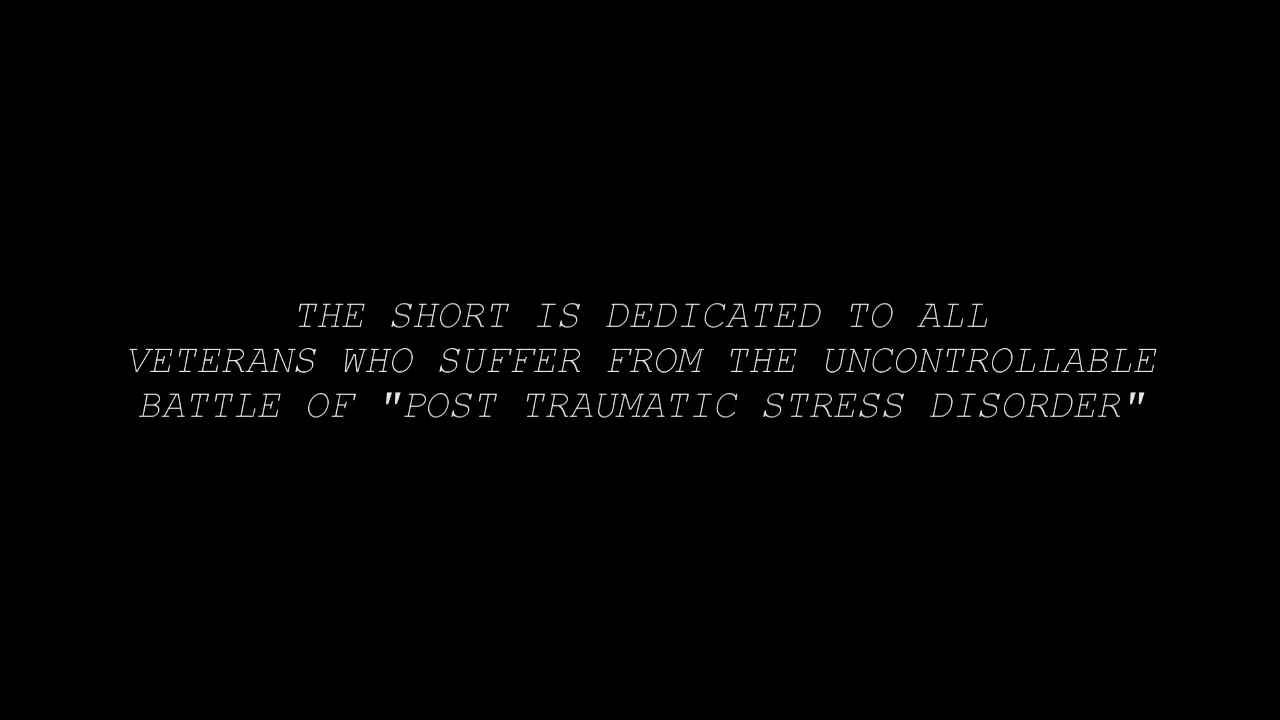 THE SHORT IS DEDICATED TO ALL
VETERANS WHO SUFFER FROM THE UNCONTROLLABLE
BATTLE OF "POST TRAUMATIC STRESS DISORDER"